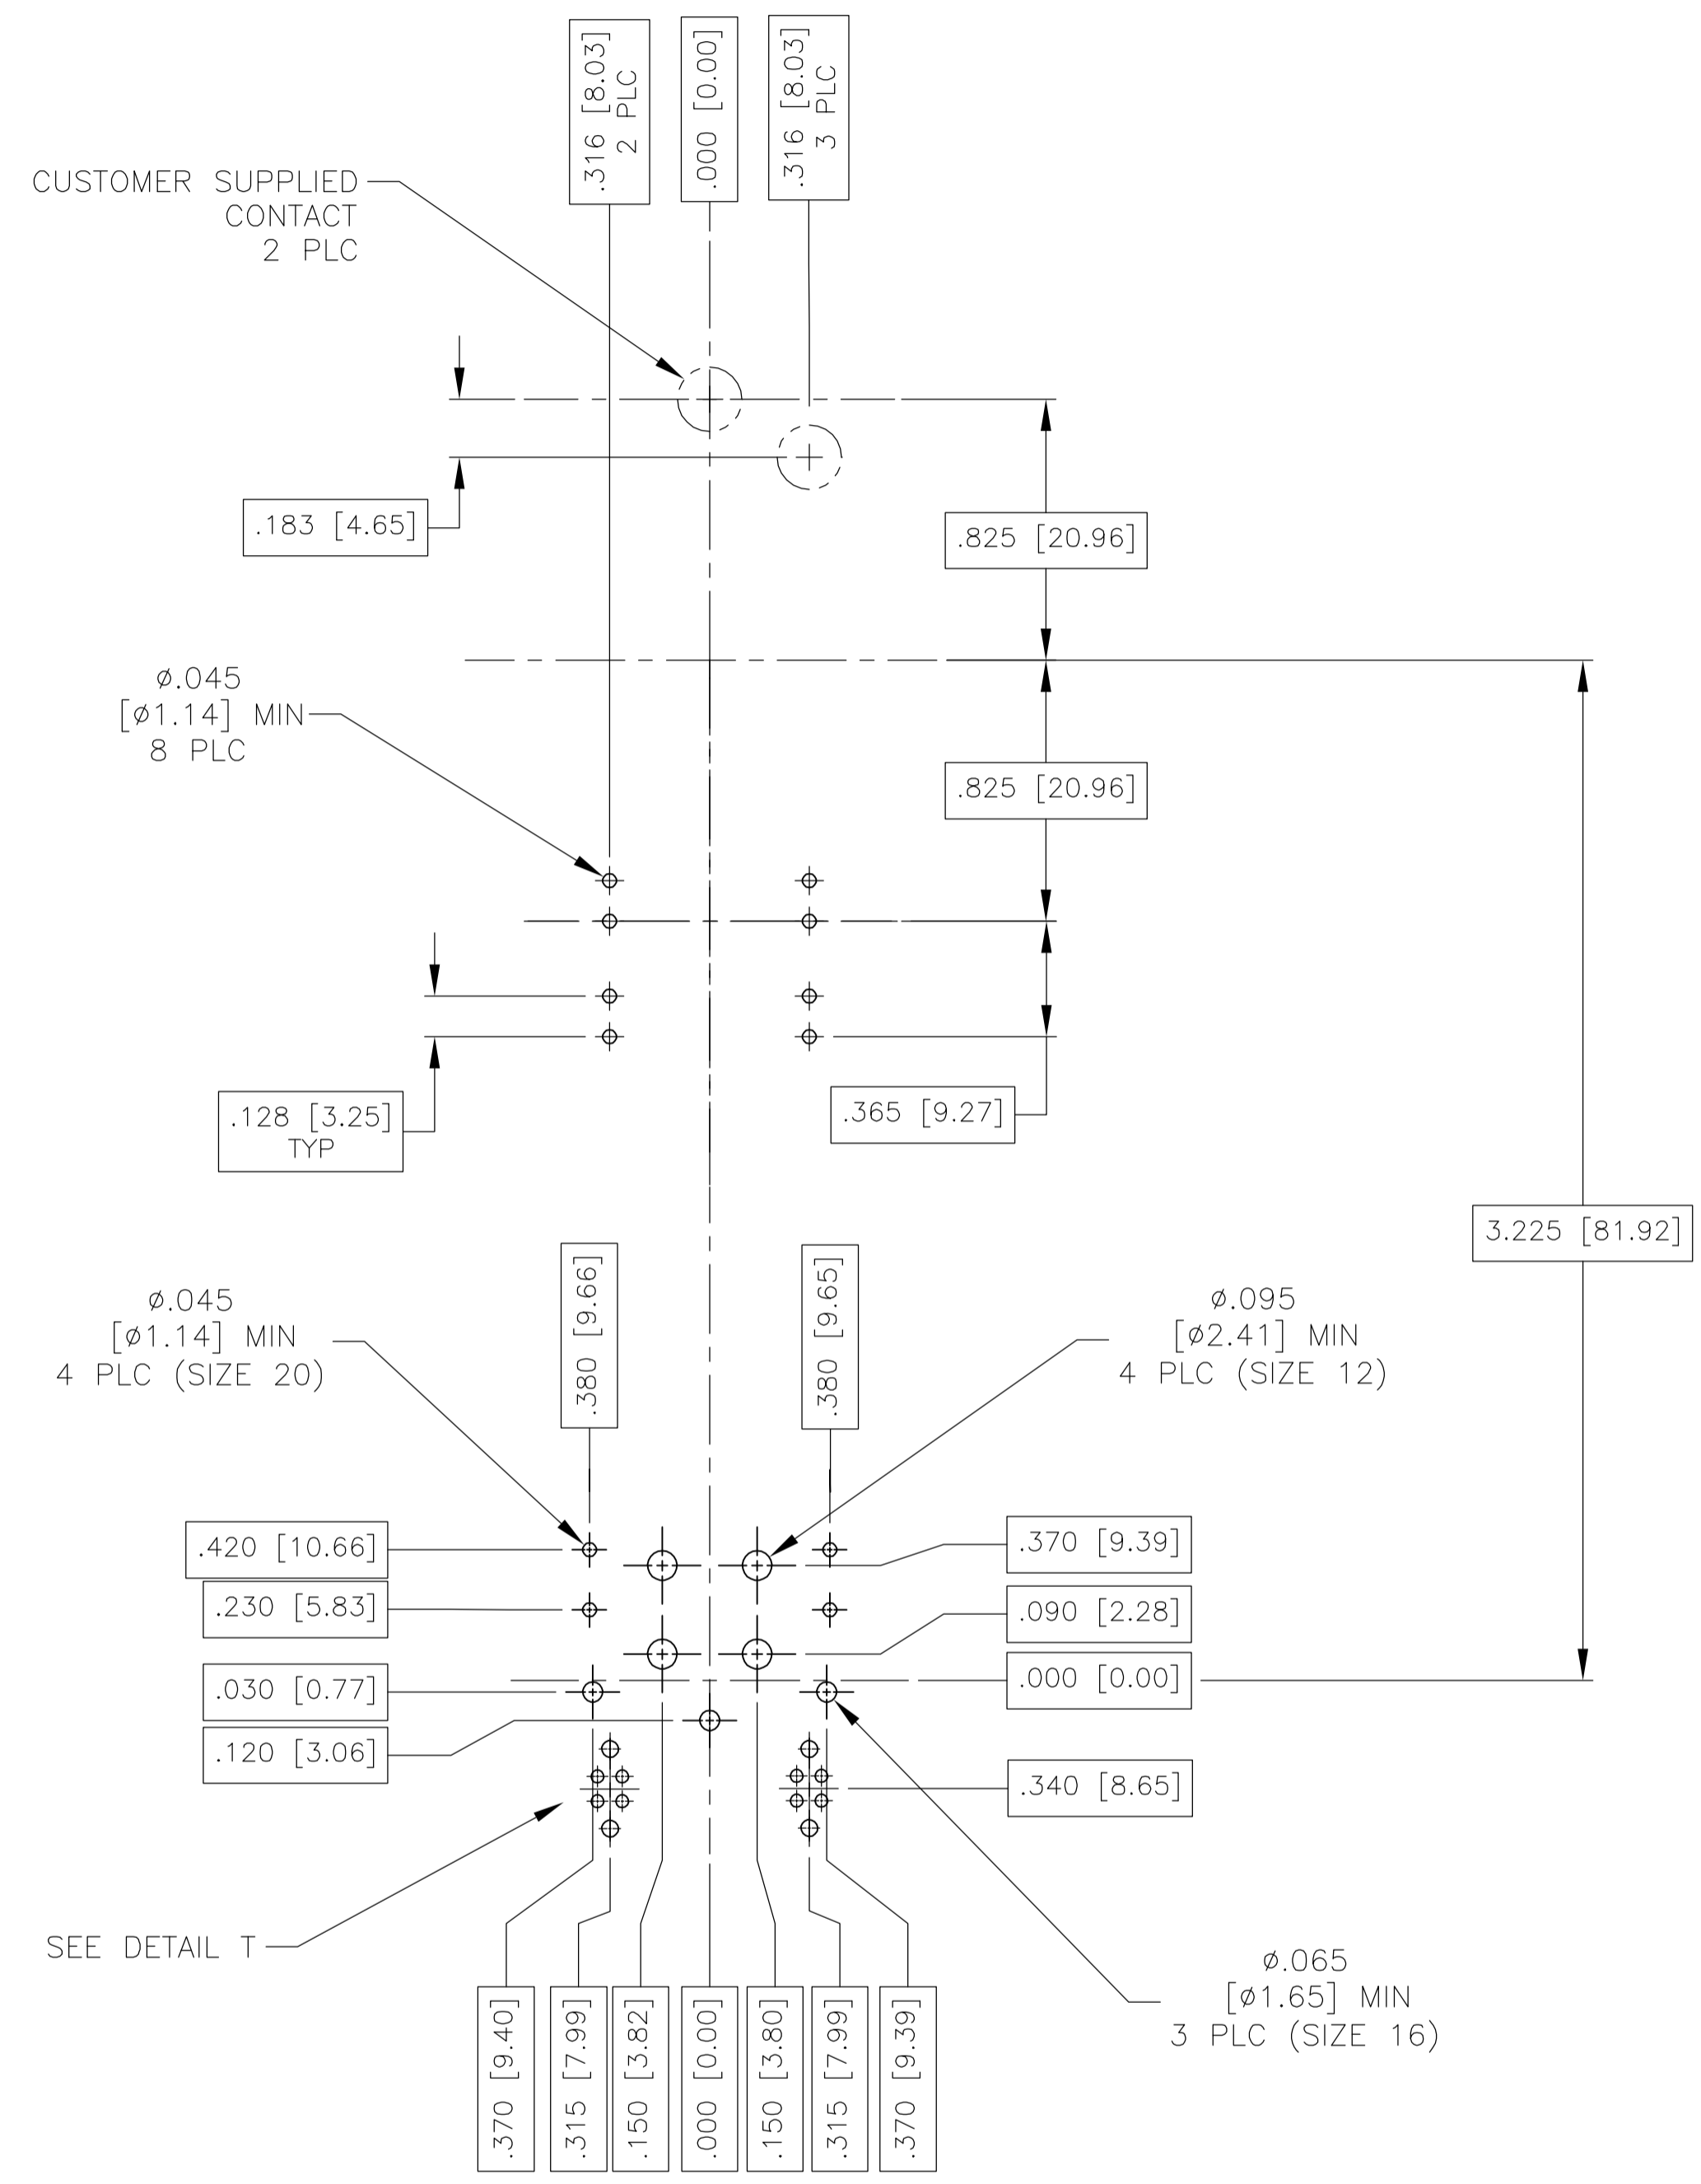 .316 [8.03]
2 PLC
.000 [0.00]
.316 [8.03]
3 PLC
CUSTOMER SUPPLIED
CONTACT
2 PLC
.183 [4.65]
.825 [20.96]
ø.045
[ø1.14] MIN
8 PLC
.825 [20.96]
.128 [3.25]
TYP
.365 [9.27]
3.225 [81.92]
ø.045
[ø1.14] MIN
4 PLC (SIZE 20)
.380 [9.66]
.380 [9.65]
ø.095
[ø2.41] MIN
4 PLC (SIZE 12)
.420 [10.66]
.230 [5.83]
.030 [0.77]
.120 [3.06]
.370 [9.39]
.090 [2.28]
.000 [0.00]
.340 [8.65]
SEE DETAIL T
ø.065
[ø1.65] MIN
3 PLC (SIZE 16)
.370 [9.40]
.315 [7.99]
.150 [3.82]
.000 [0.00]
.150 [3.80]
.315 [7.99]
.370 [9.39]